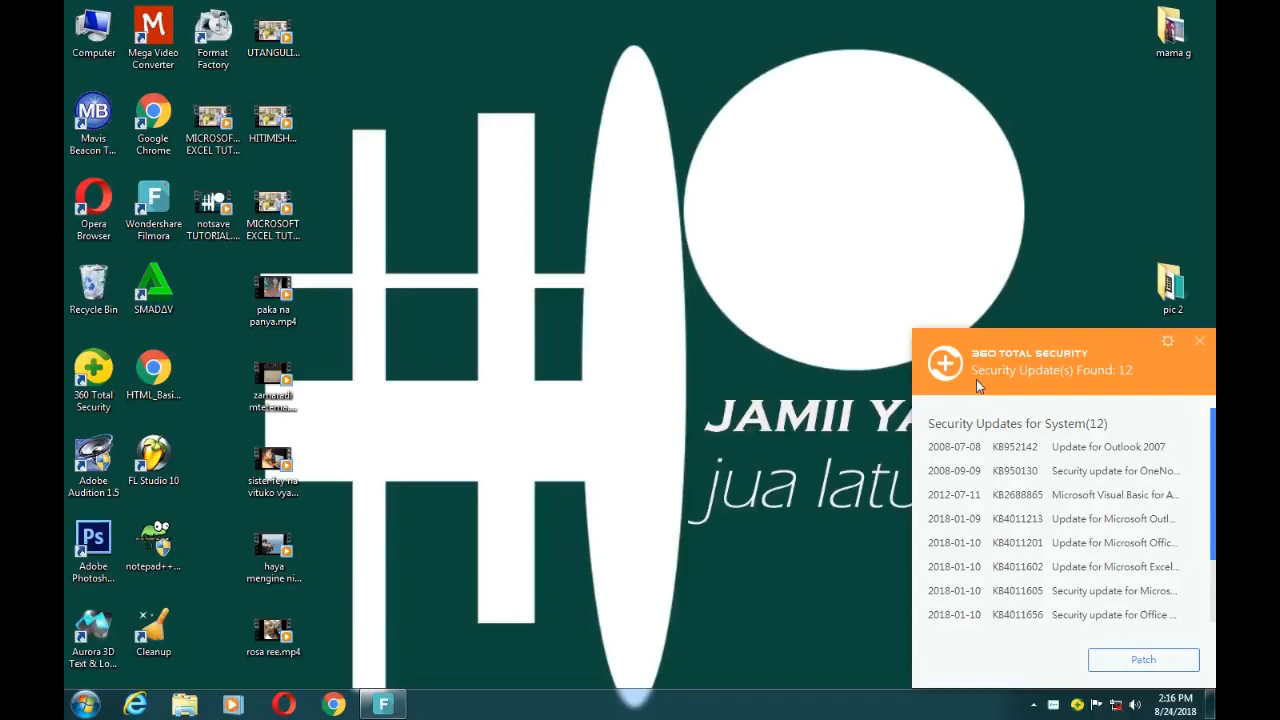 Computer
Mega Video
Converter
Format
Factory
UTANGULI...
mama g
Mavis
Beacon T...
Google
Chrome
MICROSOF...
EXCEL TUT...
HITIMISH...
Opera
Browser
Wondershare
Filmora
notsave
TUTORIAL....
MICROSOFT
EXCEL TUT...
Recycle Bin
SMADΔV
paka na
panya.mp4
pic 2
360 Total
Security
HTML_Basi...
zamaradi
mtetema....
Adobe
Audition 1.5
FL Studio 10
sister fey na
vituko vya...
Adobe
Photosh...
notepad++...
haya
mengine ni...
Aurora 3D
Text & Lo...
Cleanup
rosa ree.mp4
JAMII YA
jua latu
360 TOTAL SECURITY
Security Update(s) Found: 12
Security Updates for System(12)
2008-07-08 KB952142 Update for Outlook 2007
2008-09-09 KB950130 Security update for OneNo...
2012-07-11 KB2688865 Microsoft Visual Basic for A...
2018-01-09 KB4011213 Update for Microsoft Outl...
2018-01-10 KB4011201 Update for Microsoft Offic...
2018-01-10 KB4011602 Update for Microsoft Excel...
2018-01-10 KB4011605 Security update for Micros...
2018-01-10 KB4011656 Security update for Office ...
Patch
2:16 PM
8/24/2018